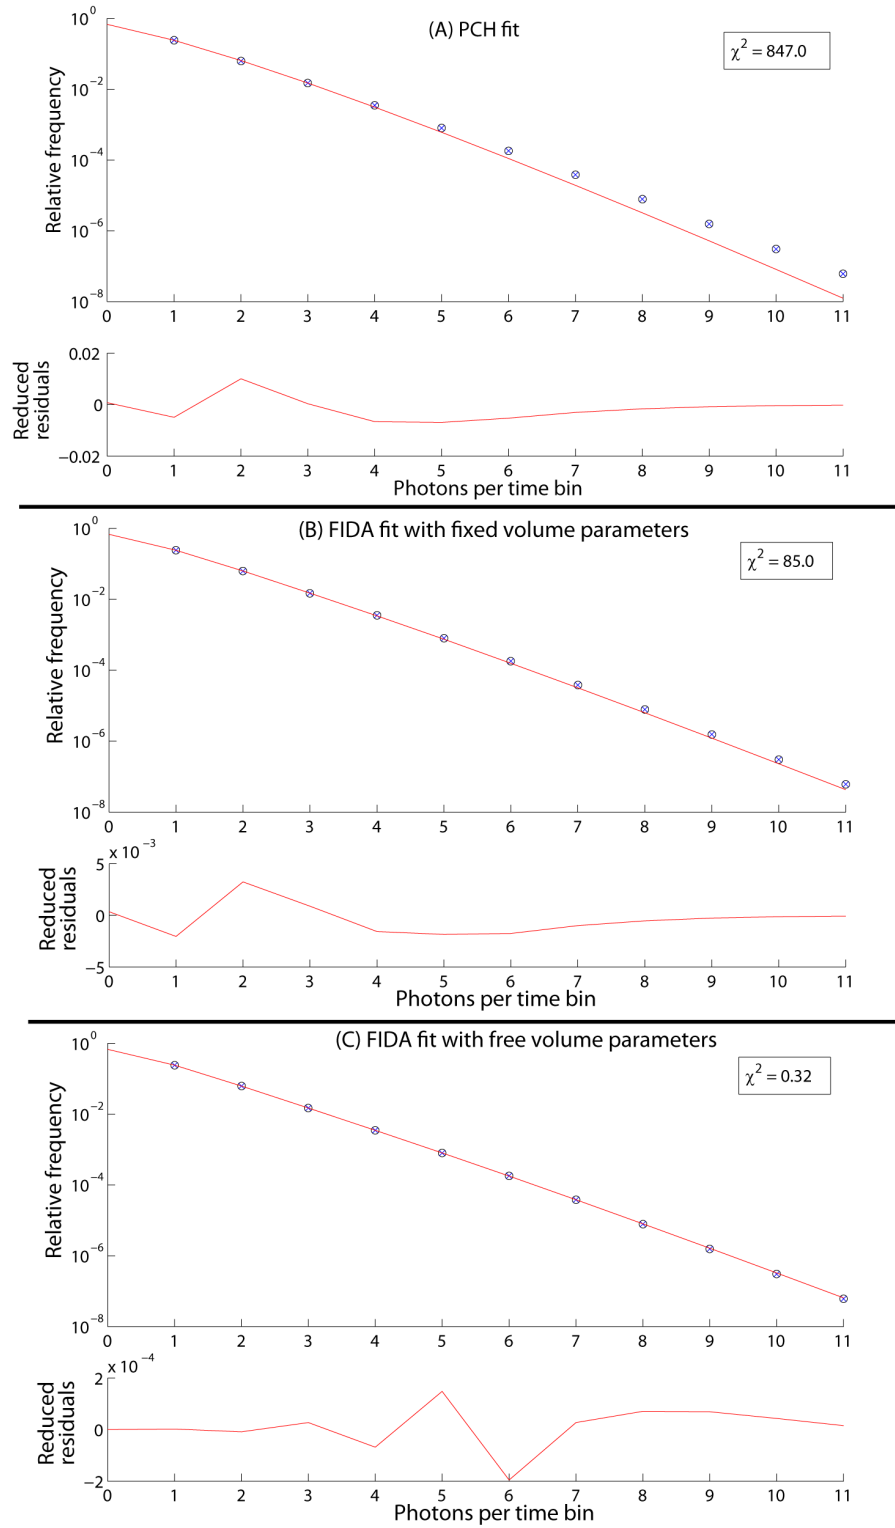 (A) PCH fit
χ² = 847.0
Relative frequency
10⁰
10⁻²
10⁻⁴
10⁻⁶
10⁻⁸
0 1 2 3 4 5 6 7 8 9 10 11
Reduced
residuals
0.02
0
−0.02
0 1 2 3 4 5 6 7 8 9 10 11
Photons per time bin
(B) FIDA fit with fixed volume parameters
χ² = 85.0
Relative frequency
10⁰
10⁻²
10⁻⁴
10⁻⁶
10⁻⁸
0 1 2 3 4 5 6 7 8 9 10 11
x 10⁻³
Reduced
residuals
5
0
−5
0 1 2 3 4 5 6 7 8 9 10 11
Photons per time bin
(C) FIDA fit with free volume parameters
χ² = 0.32
Relative frequency
10⁰
10⁻²
10⁻⁴
10⁻⁶
10⁻⁸
0 1 2 3 4 5 6 7 8 9 10 11
x 10⁻⁴
Reduced
residuals
2
0
−2
0 1 2 3 4 5 6 7 8 9 10 11
Photons per time bin